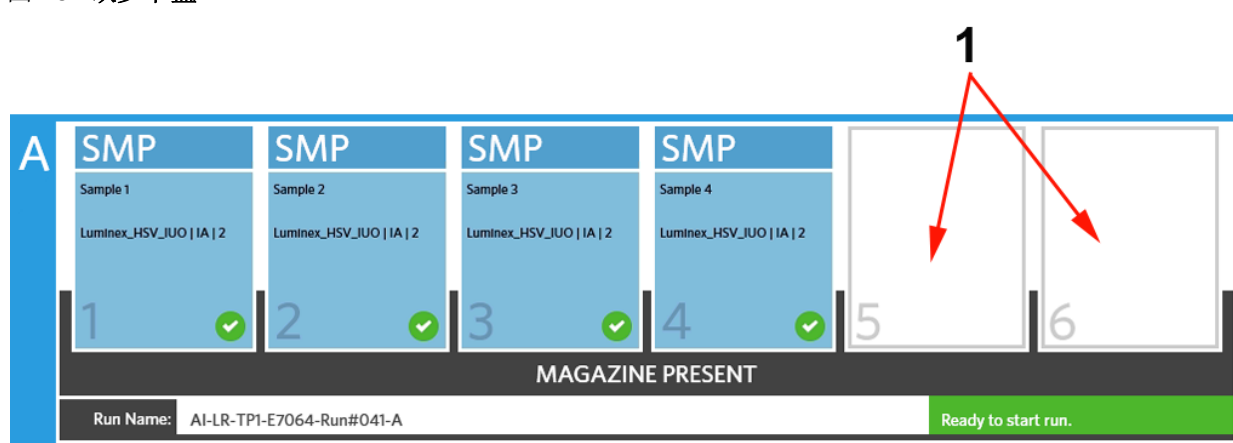 1
A
SMP SMP SMP SMP
Sample 1 Sample 2 Sample 3 Sample 4
Luminex_HSV_IUO | IA | 2 Luminex_HSV_IUO | IA | 2 Luminex_HSV_IUO | IA | 2 Luminex_HSV_IUO | IA | 2
1 2 3 4 5 6
MAGAZINE PRESENT
Run Name: AI-LR-TP1-E7064-Run#041-A Ready to start run.